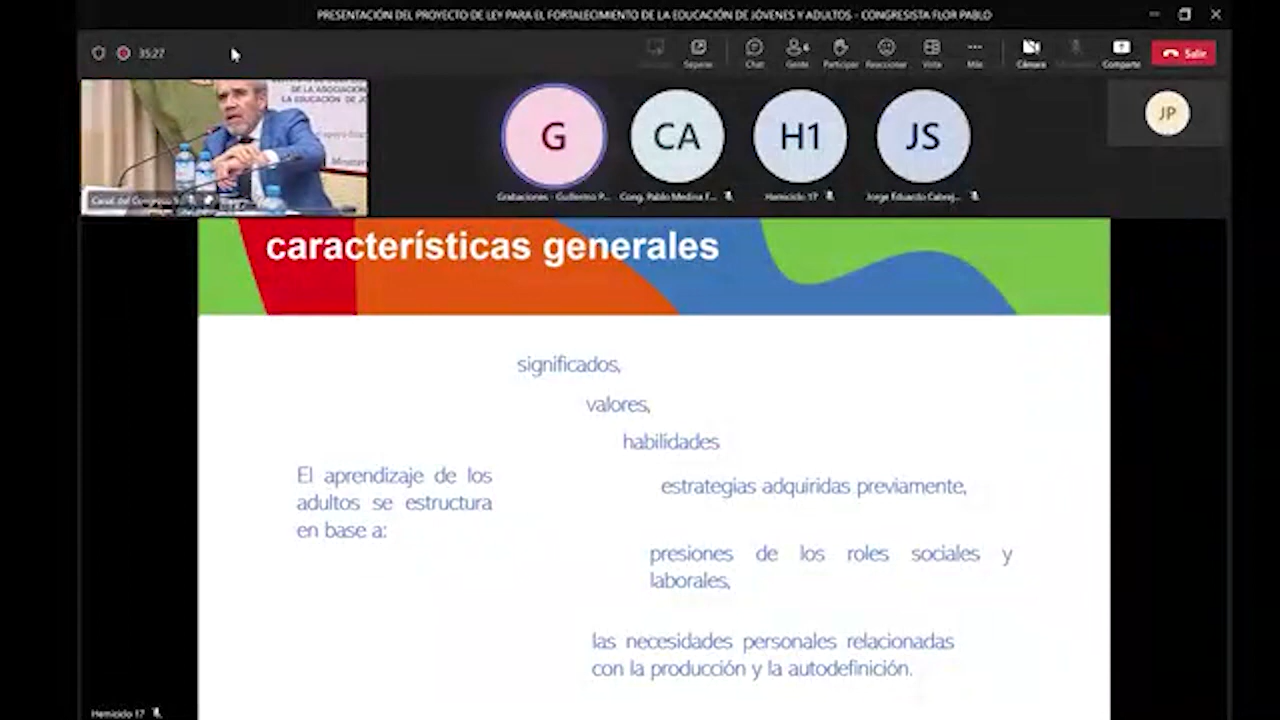 PRESENTACIÓN DEL PROYECTO DE LEY PARA EL FORTALECIMIENTO DE LA EDUCACIÓN DE JÓVENES Y ADULTOS - CONGRESISTA FLOR PABLO
35:27
Separar
Chat
Gente
6
Participar
Reaccionar
Vista
Más
Cámara
Compartir
Salir
DE LA ASOCIACIÓN
LA EDUCACIÓN DE
Canal del Congreso
G
CA
H1
JS
JP
Grabaciones - Guillermo P...
Cong. Pablo Medina F...
Hemiciclo 17
Jorge Eduardo
características generales
significados,
valores,
habilidades
estrategias adquiridas previamente,
El aprendizaje de los
adultos se estructura
en base a:
presiones de los roles sociales y
laborales,
las necesidades personales relacionadas
con la producción y la autodefinición.
Hemiciclo 17